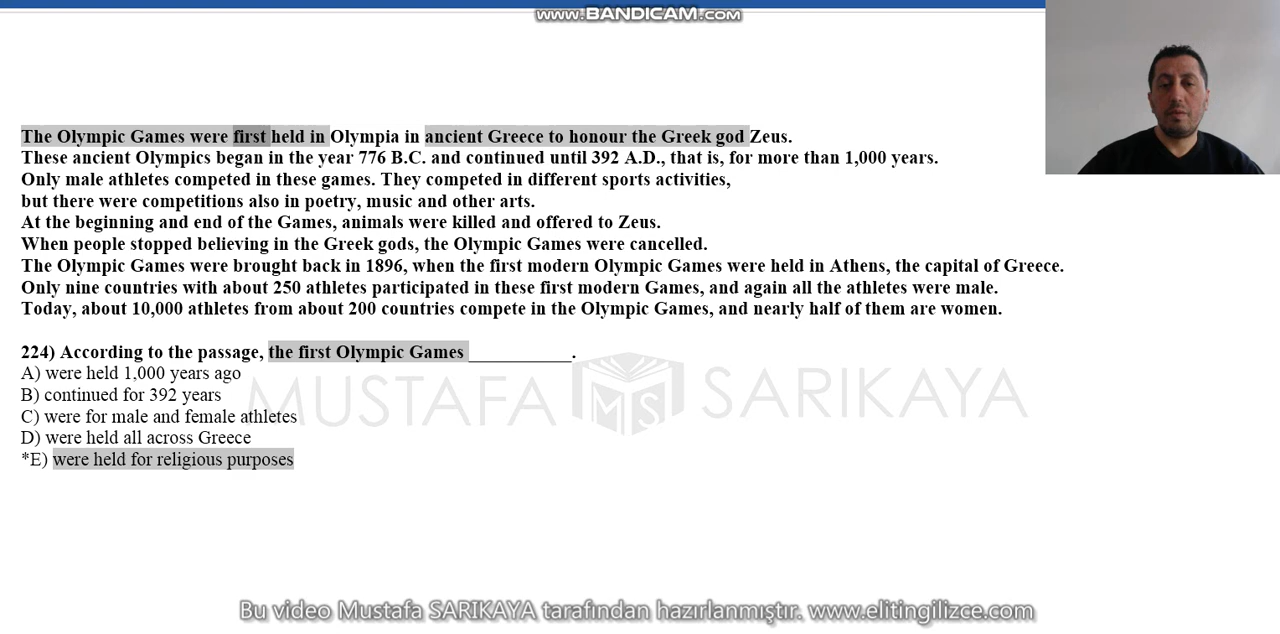 www.BANDICAM.com
The Olympic Games were first held in Olympia in ancient Greece to honour the Greek god Zeus.
These ancient Olympics began in the year 776 B.C. and continued until 392 A.D., that is, for more than 1,000 years.
Only male athletes competed in these games. They competed in different sports activities,
but there were competitions also in poetry, music and other arts.
At the beginning and end of the Games, animals were killed and offered to Zeus.
When people stopped believing in the Greek gods, the Olympic Games were cancelled.
The Olympic Games were brought back in 1896, when the first modern Olympic Games were held in Athens, the capital of Greece.
Only nine countries with about 250 athletes participated in these first modern Games, and again all the athletes were male.
Today, about 10,000 athletes from about 200 countries compete in the Olympic Games, and nearly half of them are women.
224) According to the passage, the first Olympic Games ___________.
A) were held 1,000 years ago
B) continued for 392 years
C) were for male and female athletes
D) were held all across Greece
*E) were held for religious purposes
MUSTAFA MS SARIKAYA
Bu video Mustafa SARIKAYA tarafından hazırlanmıştır. www.elitingilizce.com